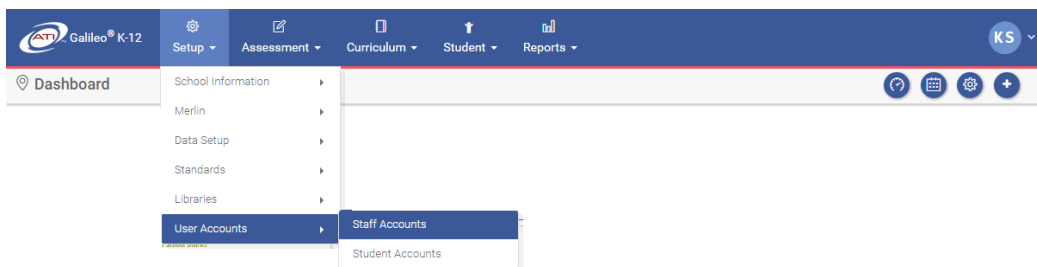 ATI Galileo® K-12
Setup
Assessment
Curriculum
Student
Reports
KS
Dashboard
School Information
Merlin
Data Setup
Standards
Libraries
User Accounts
Staff Accounts
Student Accounts